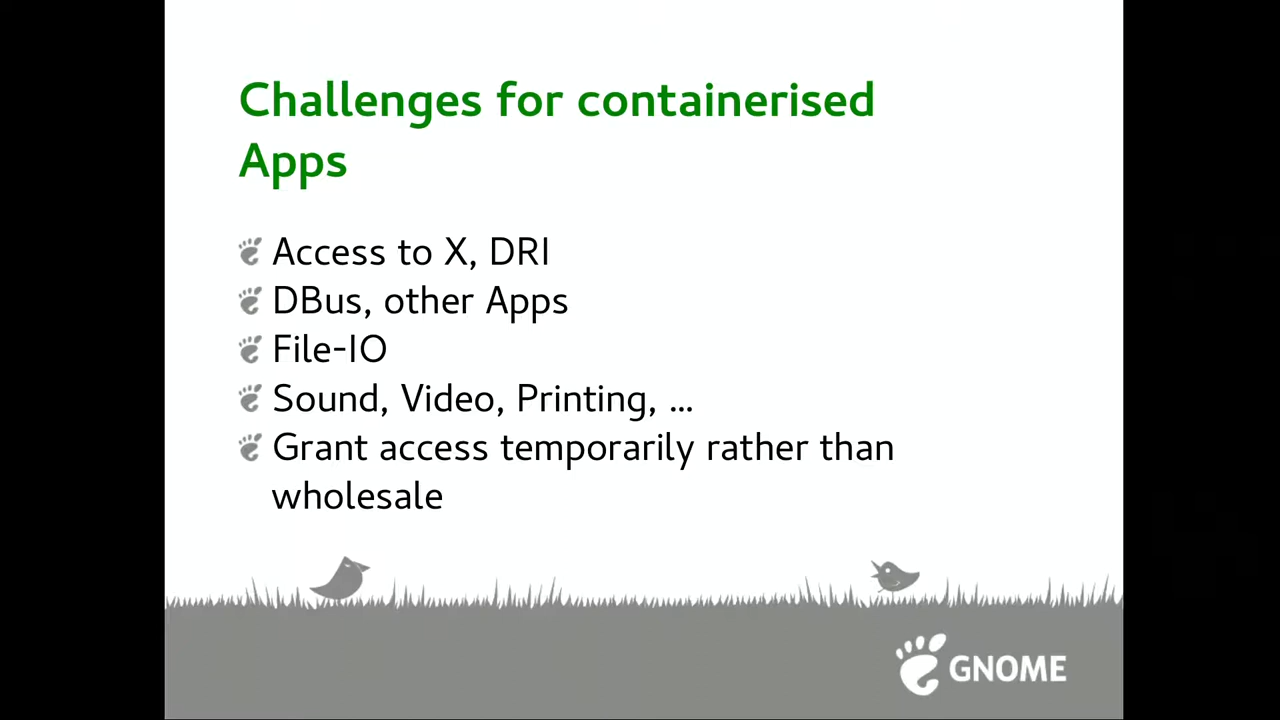 Challenges for containerised
Apps
Access to X, DRI
DBus, other Apps
File-IO
Sound, Video, Printing, ...
Grant access temporarily rather than
wholesale
GNOME